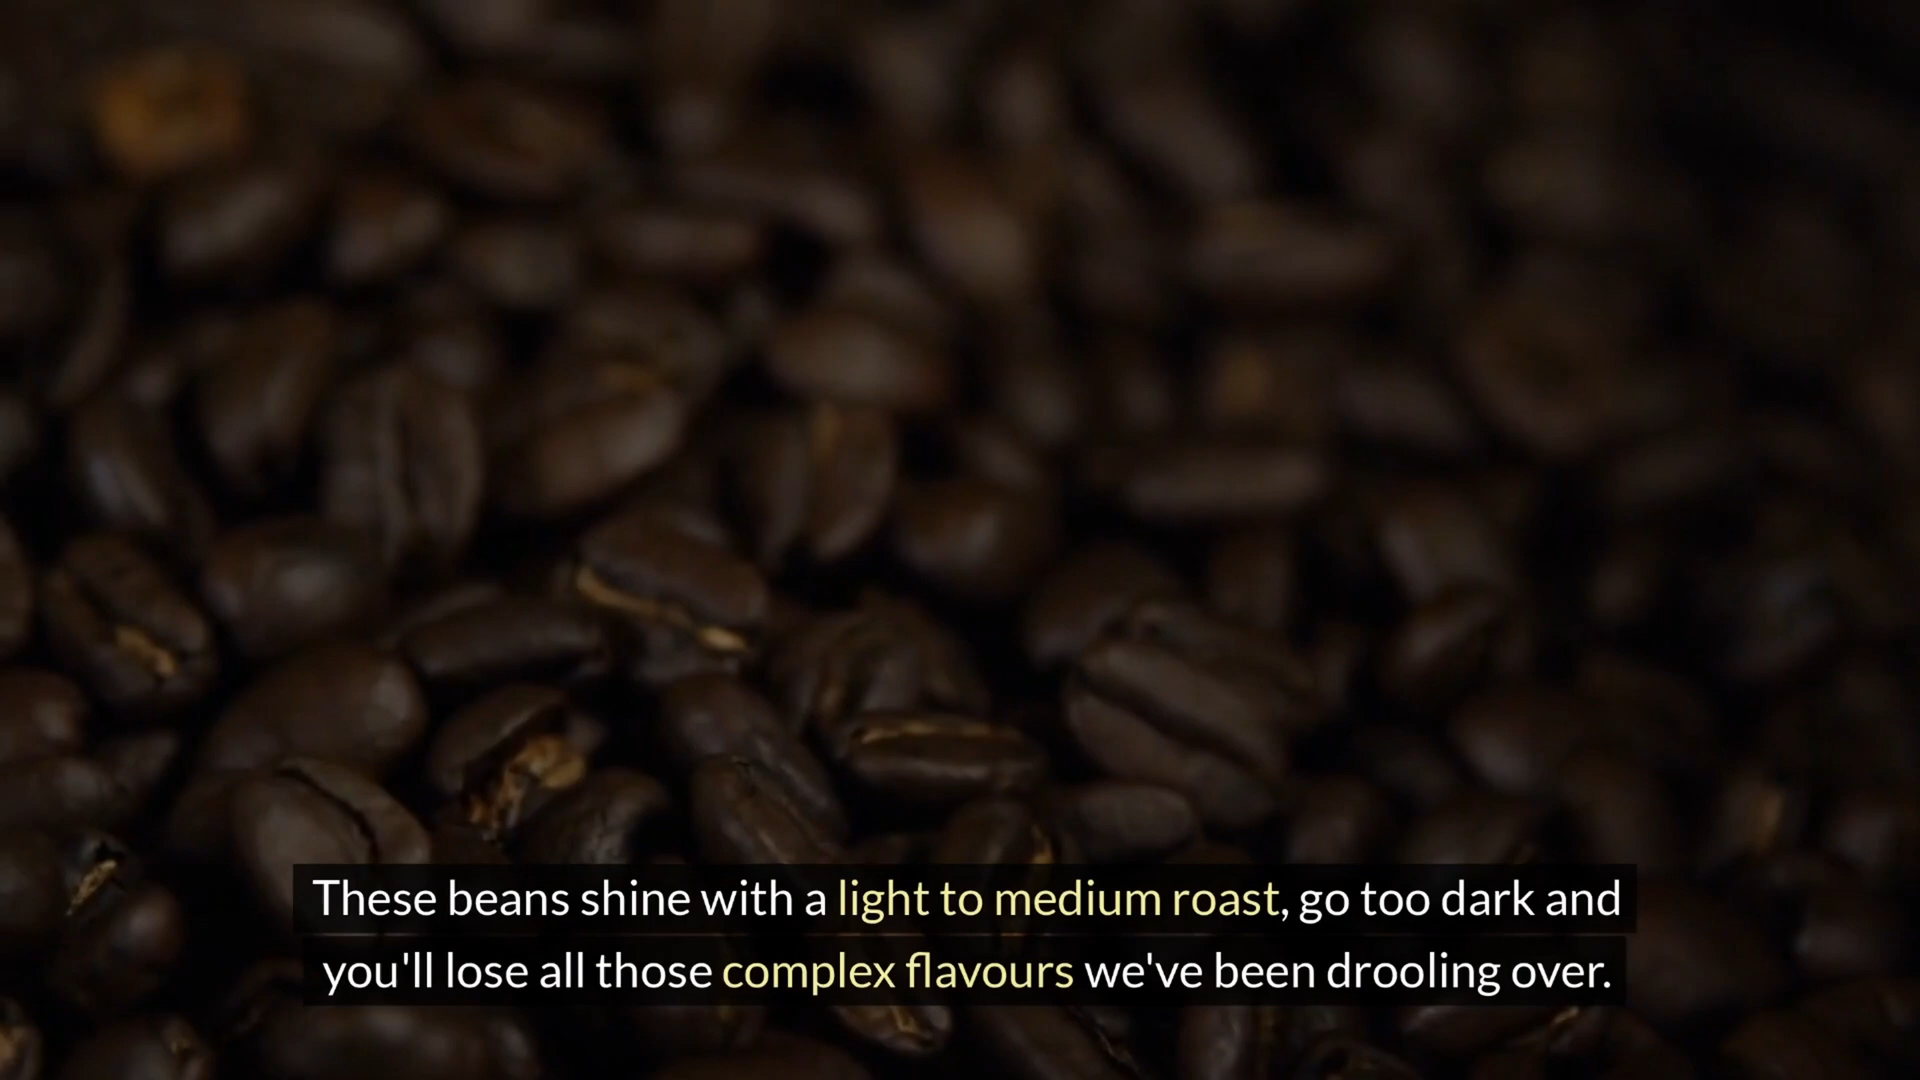 These beans shine with a light to medium roast, go too dark and
you'll lose all those complex flavours we've been drooling over.